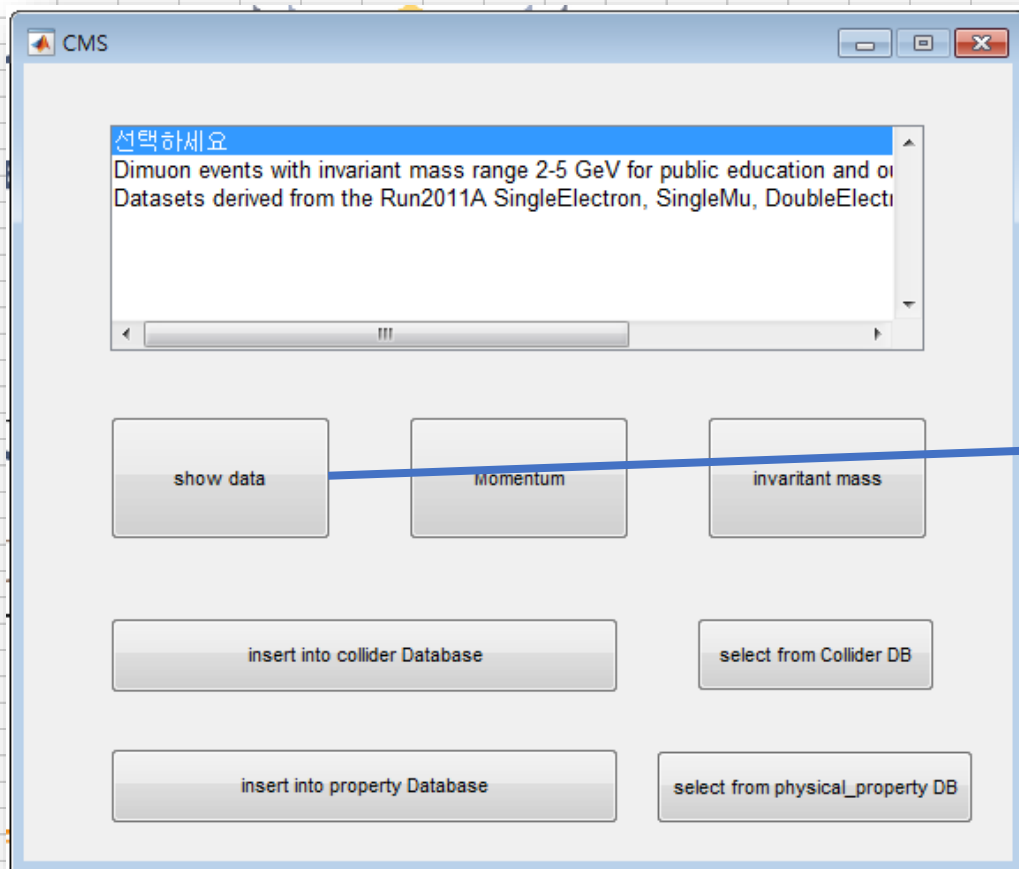 CMS
선택하세요
Dimuon events with invariant mass range 2-5 GeV for public education and
Datasets derived from the Run2011A SingleElectron, SingleMu,
show data
Momentum
invaritant mass
insert into collider Database
select from Collider DB
insert into property Database
select from physical_property DB